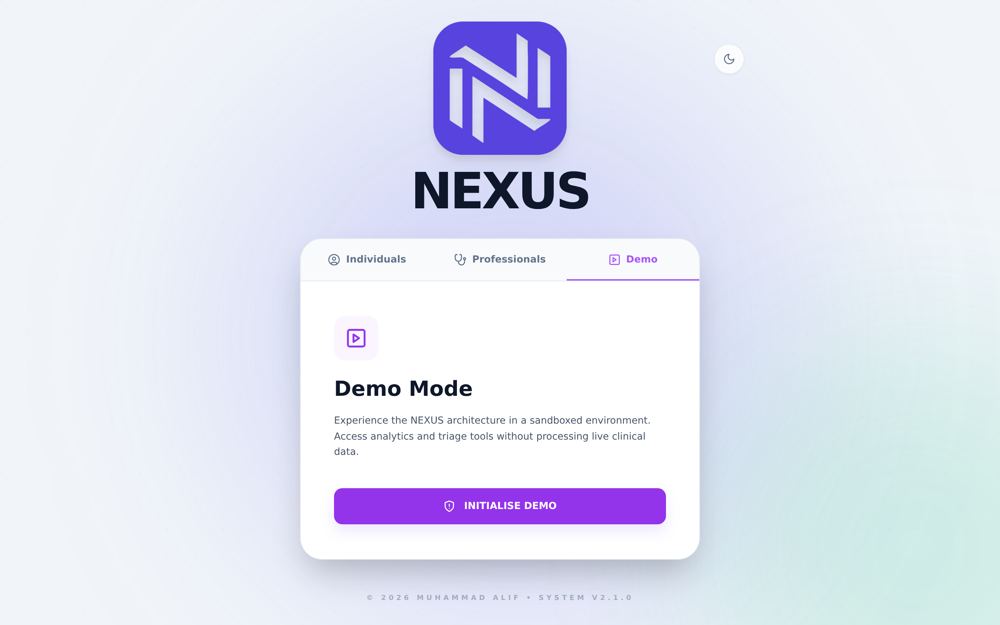 NEXUS
Individuals
Professionals
Demo
Demo Mode
Experience the NEXUS architecture in a sandboxed environment.
Access analytics and triage tools without processing live clinical
data.
INITIALISE DEMO
© 2026 MUHAMMAD ALIF • SYSTEM V2.1.0